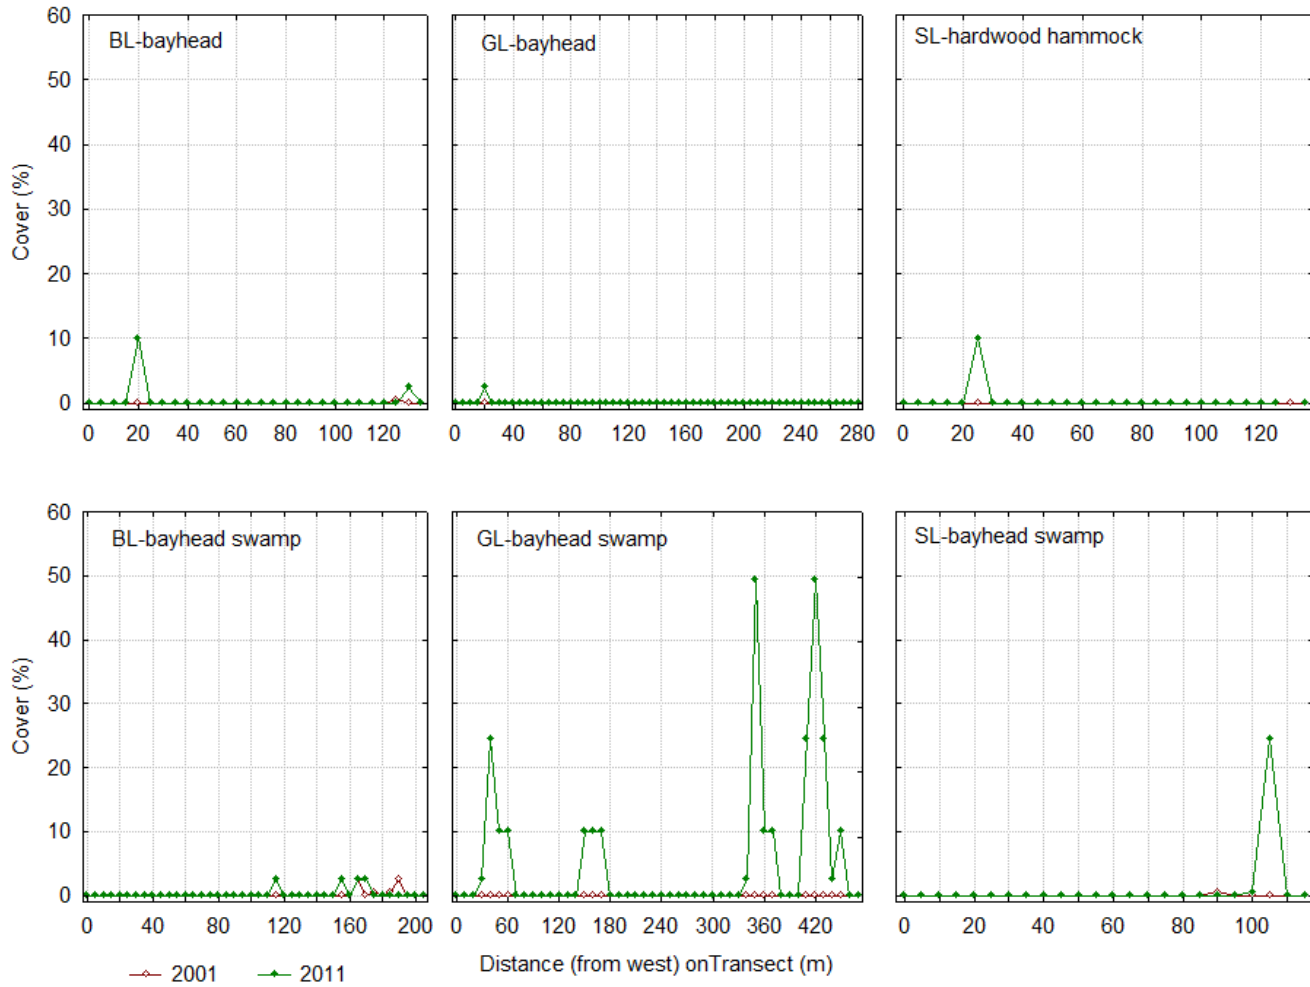 BL-bayhead
GL-bayhead
SL-hardwood hammock
Cover (%)
60
50
40
30
20
10
0
0 20 40 60 80 100 120
0 40 80 120 160 200 240 280
0 20 40 60 80 100 120
BL-bayhead swamp
GL-bayhead swamp
SL-bayhead swamp
Cover (%)
60
50
40
30
20
10
0
0 40 80 120 160 200
0 60 120 180 240 300 360 420
0 20 40 60 80 100
Distance (from west) onTransect (m)
2001 2011